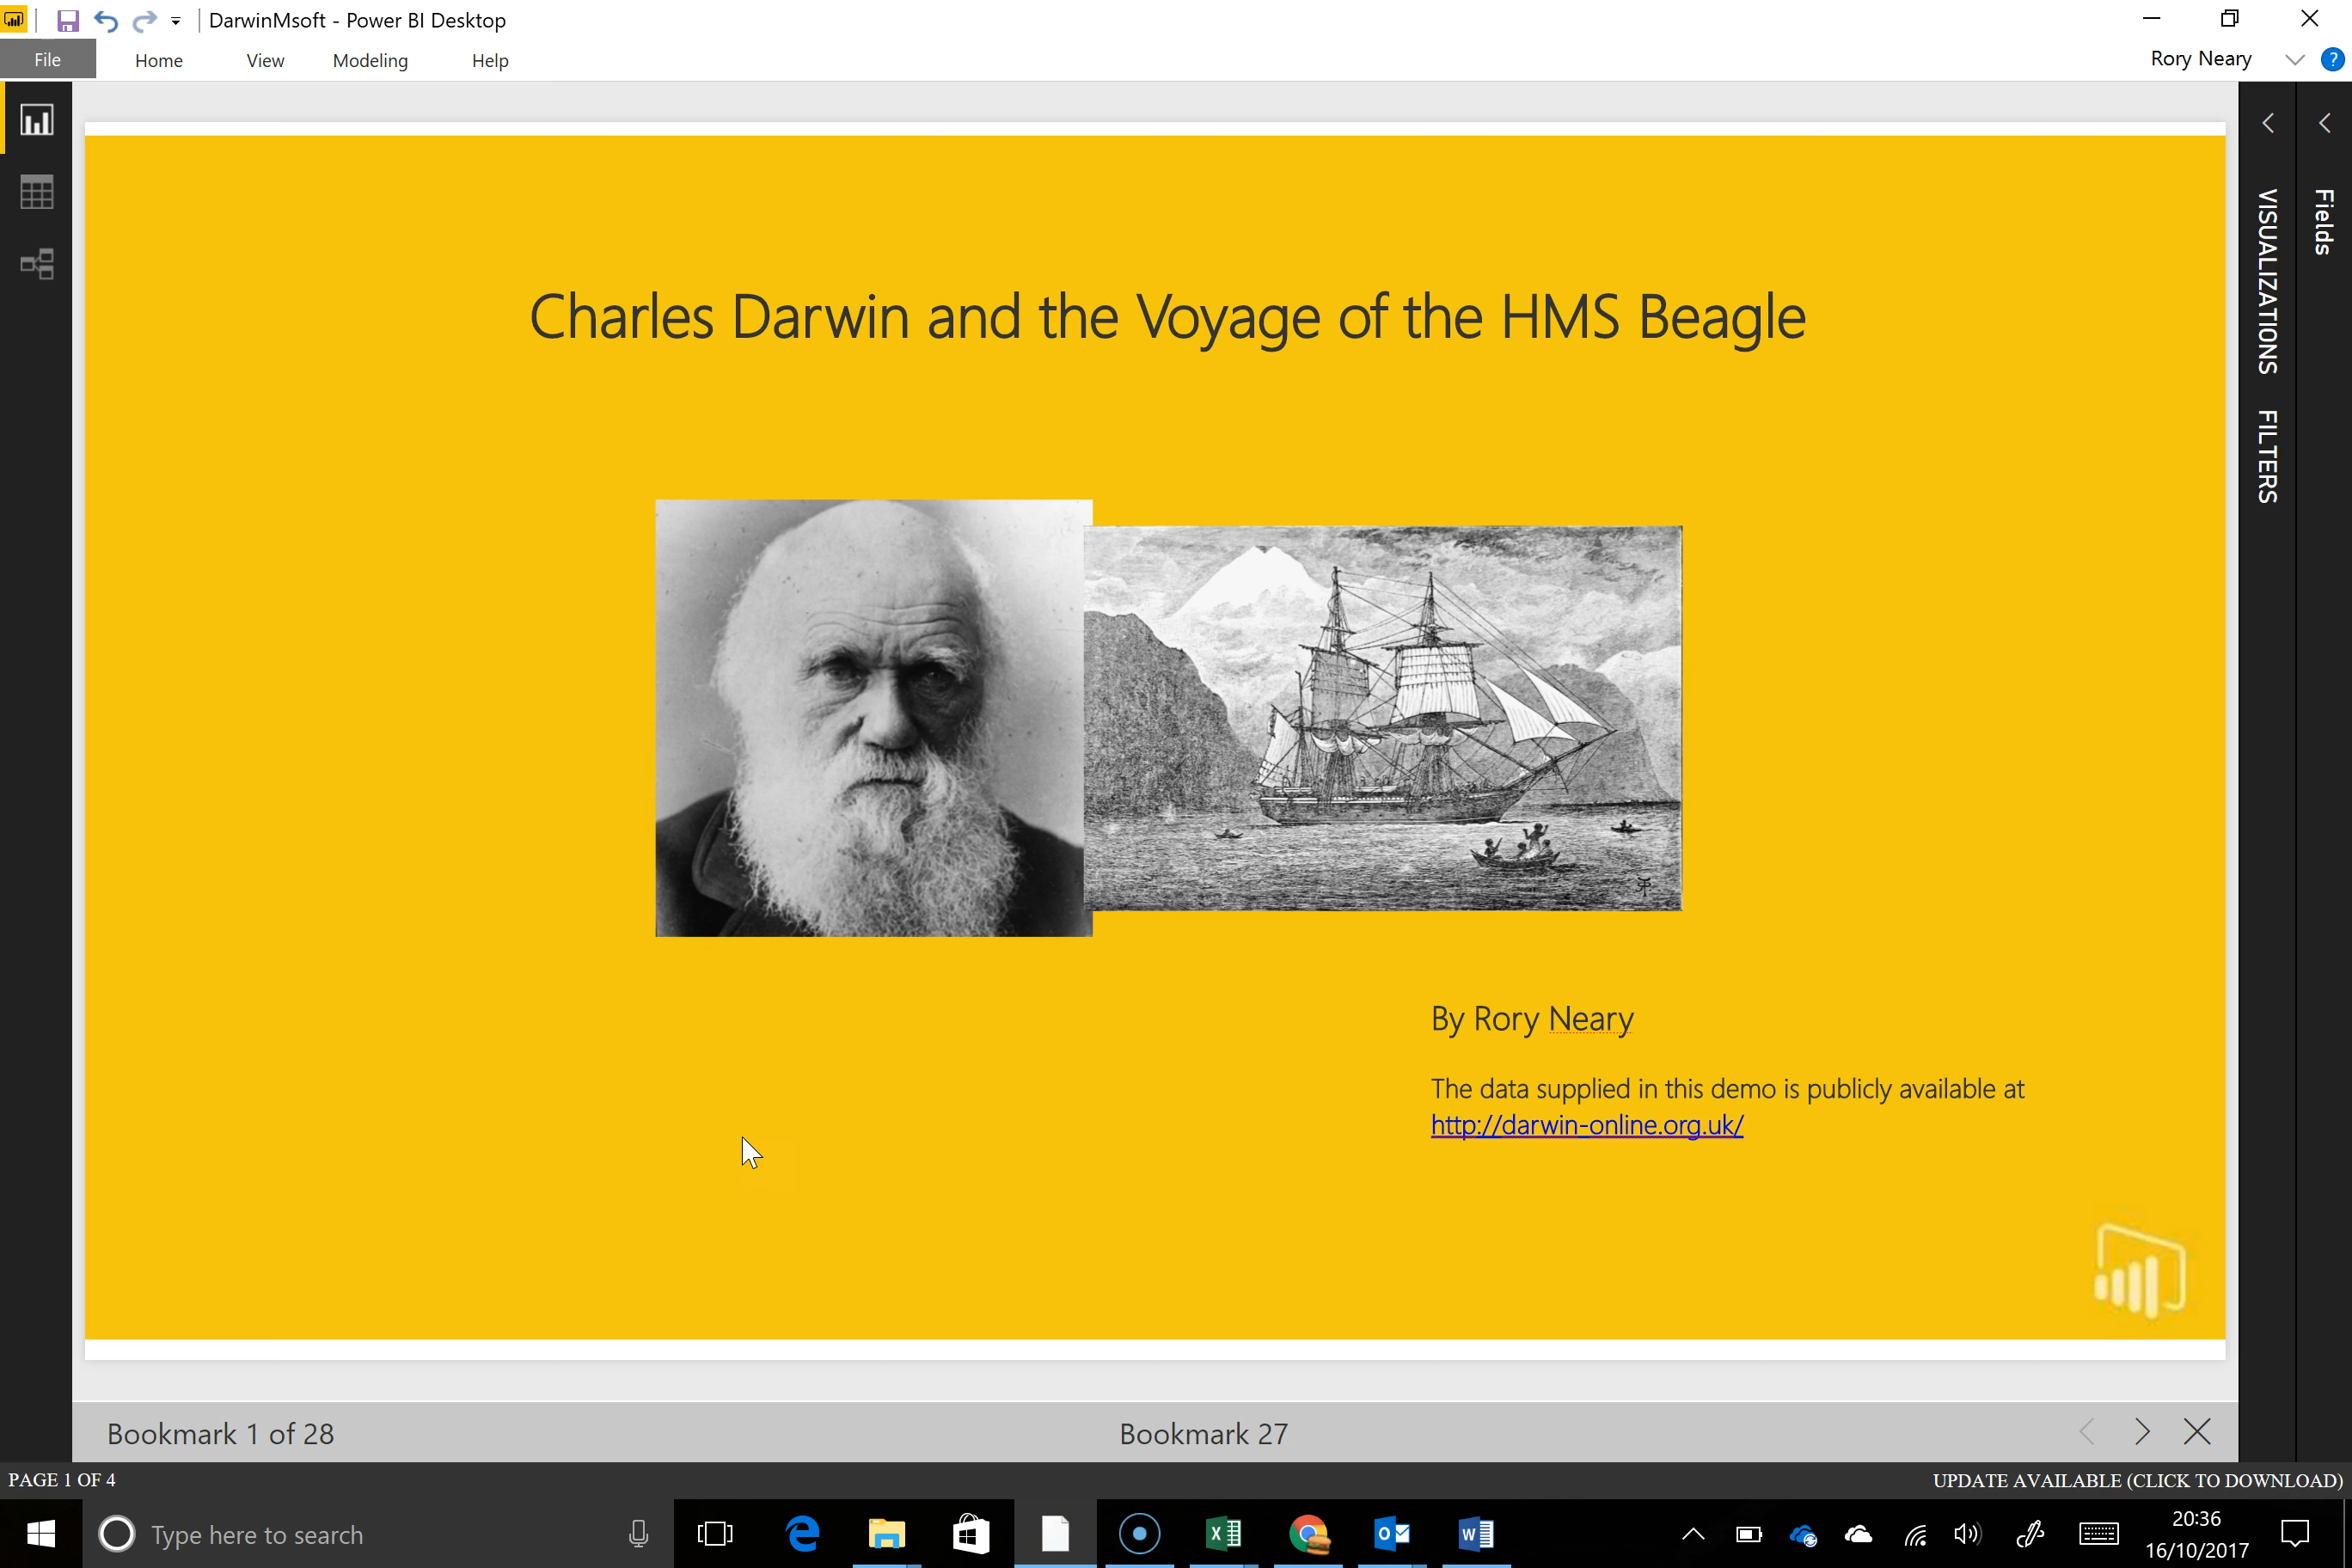 DarwinMsoft - Power BI Desktop
File Home View Modeling Help
Rory Neary
?
Charles Darwin and the Voyage of the HMS Beagle
By Rory Neary
The data supplied in this demo is publicly available at
http://darwin-online.org.uk/
VISUALIZATIONS
FILTERS
Fields
Bookmark 1 of 28
Bookmark 27
PAGE 1 OF 4
UPDATE AVAILABLE (CLICK TO DOWNLOAD)
Type here to search
20:36
16/10/2017